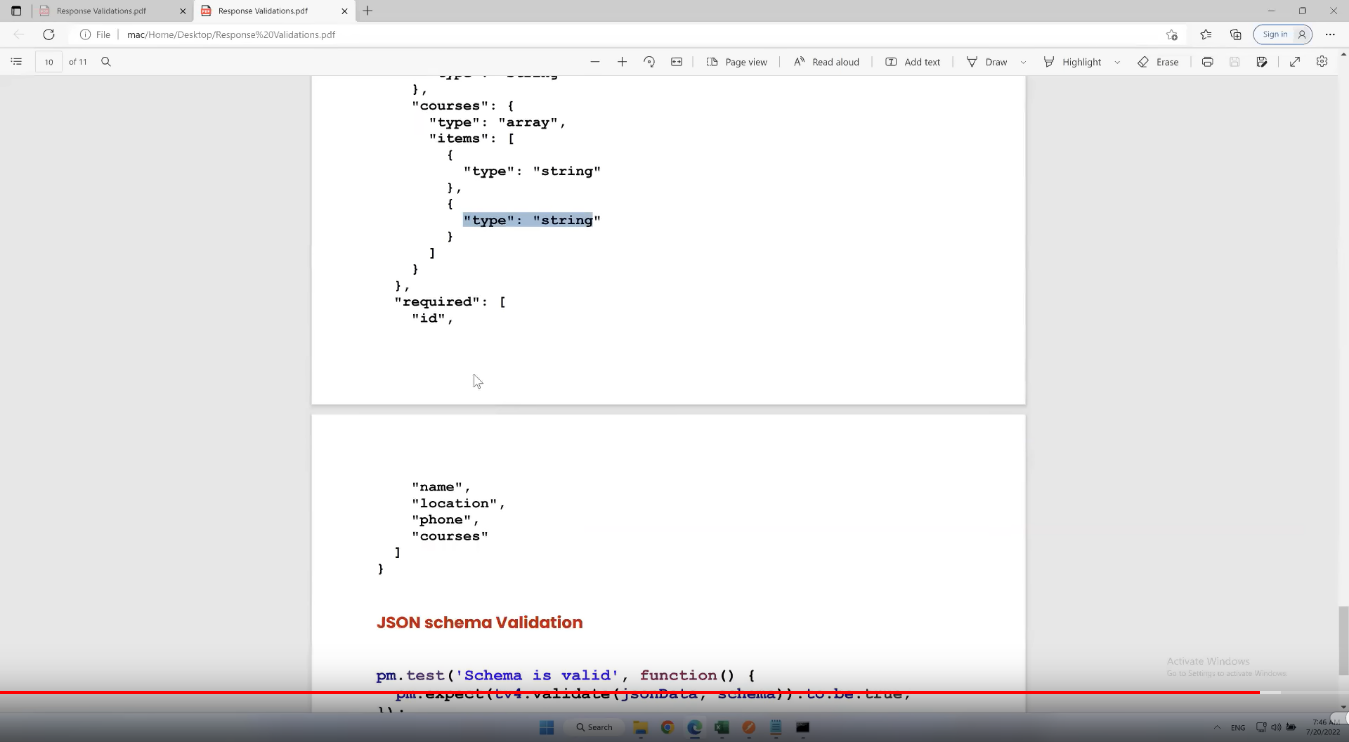 Response Validations.pdf
Response Validations.pdf
File
mac/Home/Desktop/Response%20Validations.pdf
Sign in
10 of 11
Page view
Read aloud
Add text
Draw
Highlight
Erase
"type": "string"
},
"courses": {
"type": "array",
"items": [
{
"type": "string"
},
{
"type": "string"
}
]
}
},
"required": [
"id",
"name",
"location",
"phone",
"courses"
]
}
JSON schema Validation
pm.test('Schema is valid', function() {
pm.expect(tv4.validate(jsonData, schema)).to.be.true;
});
Activate Windows
Go to Settings to activate Windows.
Search
ENG
7:46 AM
7/20/2022